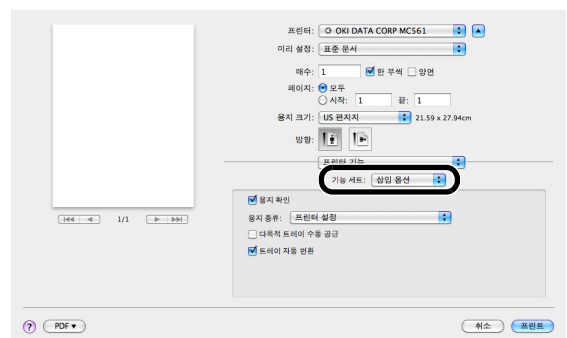 프린터: OKI DATA CORP MC561
미리 설정: 표준 문서
매수: 1 한 부씩 양면
페이지: 모두
시작: 1 끝: 1
용지 크기: US 편지지 21.59 x 27.94cm
방향:
프린터 기능
기능 세트: 삽입 옵션
용지 확인
용지 종류: 프린터 설정
다목적 트레이 수동 공급
트레이 자동 변환
1/1
? PDF 취소 프린트